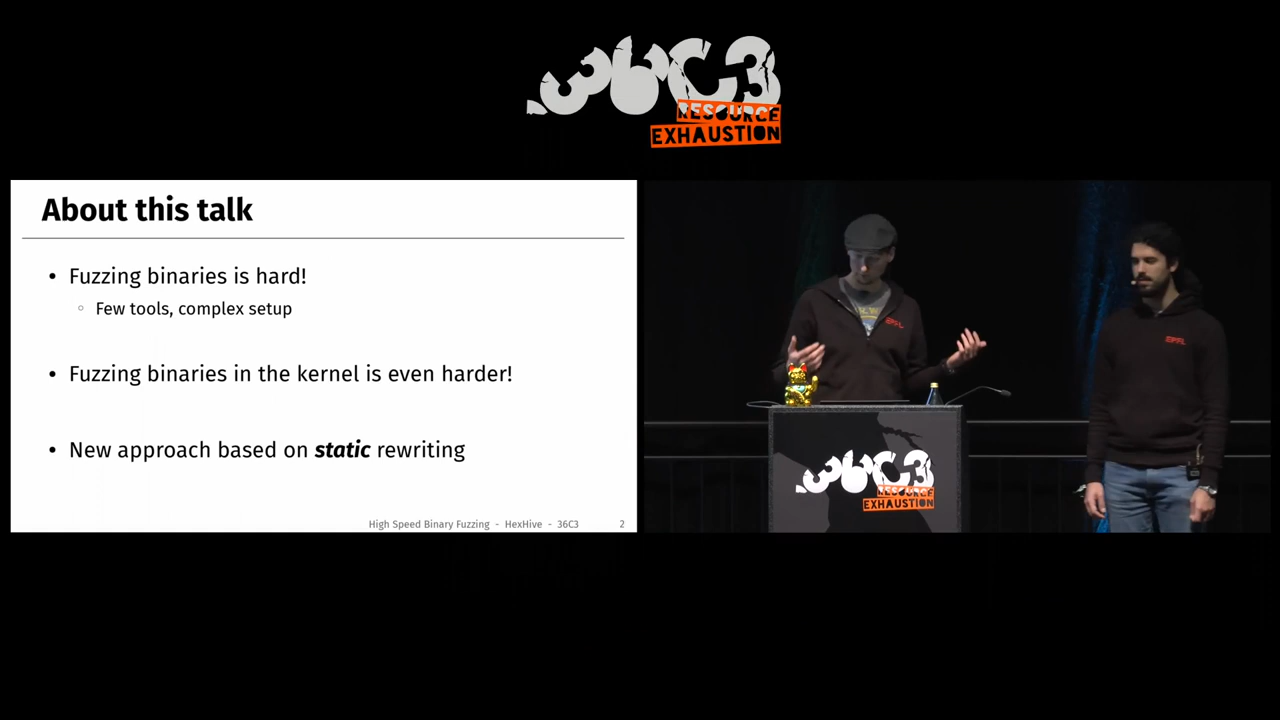 36C3
RESOURCE
EXHAUSTION
About this talk
• Fuzzing binaries is hard!
◦ Few tools, complex setup
• Fuzzing binaries in the kernel is even harder!
• New approach based on static rewriting
High Speed Binary Fuzzing - HexHive - 36C3 2
EPFL
EPFL
36C3
RESOURCE
EXHAUSTION